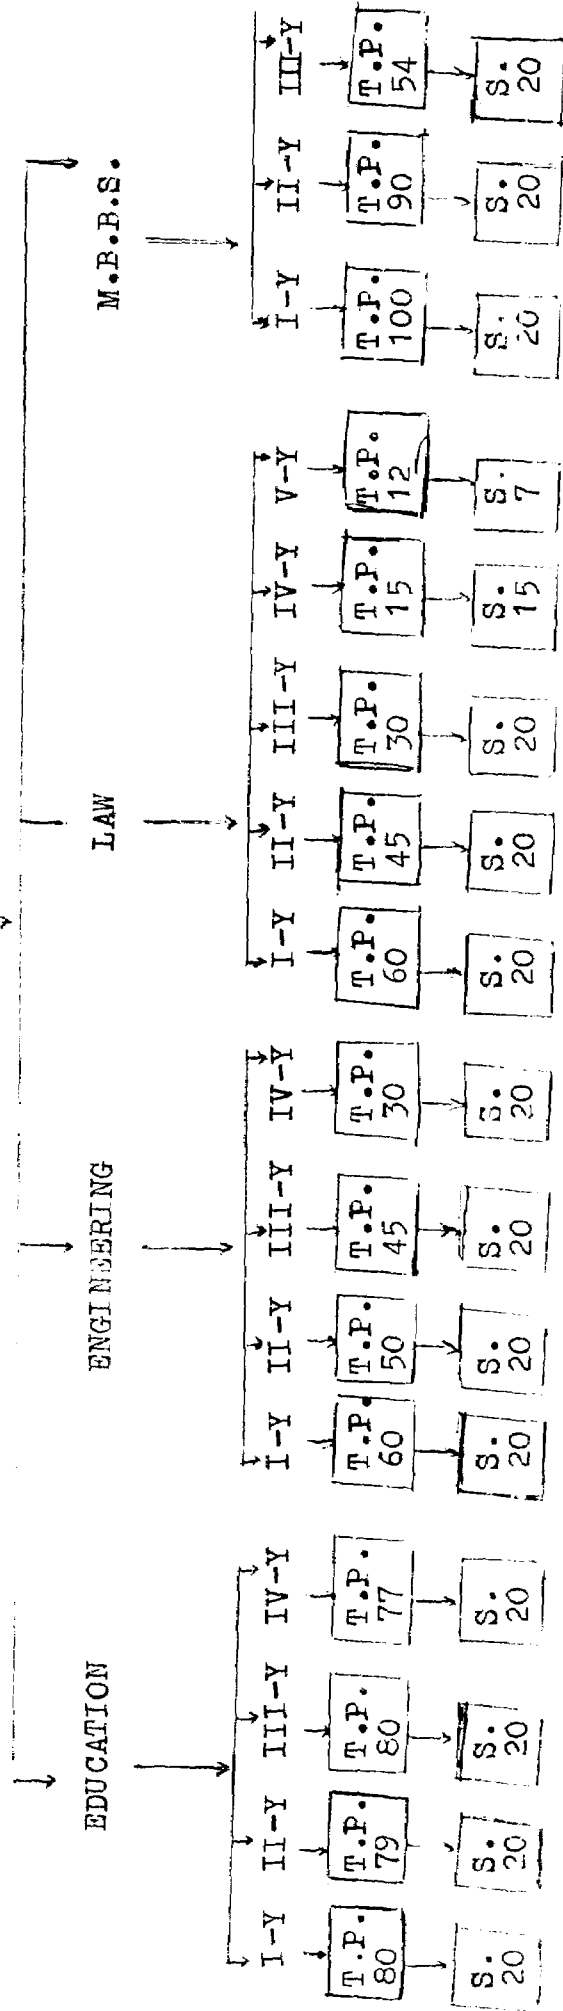 EDUCATION ENGINEERING LAW M.B.B.S.
I-Y II-Y III-Y IV-Y I-Y II-Y III-Y IV-Y I-Y II-Y III-Y IV-Y V-Y I-Y II-Y III-Y
T.P. T.P. T.P. T.P. T.P. T.P. T.P. T.P. T.P. T.P. T.P. T.P. T.P. T.P. T.P. T.P.
80 79 80 77 60 50 45 30 60 45 30 15 12 100 90 54
S. S. S. S. S. S. S. S. S. S. S. S. S. S. S. S.
20 20 20 20 20 20 20 20 20 20 20 15 7 20 20 20